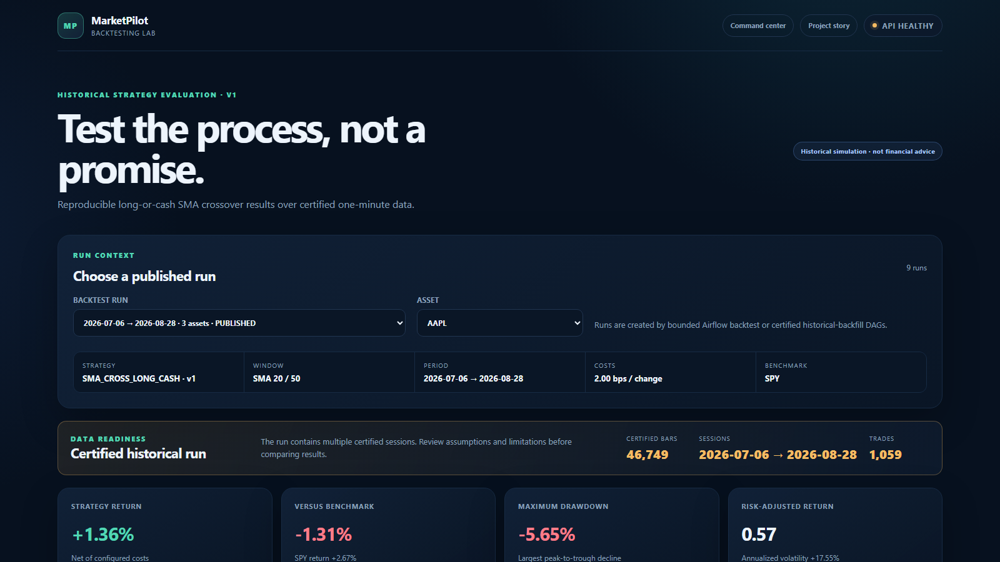 MP
MarketPilot
BACKTESTING LAB
Command center
Project story
API HEALTHY
HISTORICAL STRATEGY EVALUATION · V1
Test the process, not a
promise.
Historical simulation · not financial advice
Reproducible long-or-cash SMA crossover results over certified one-minute data.
RUN CONTEXT
Choose a published run
9 runs
BACKTEST RUN
ASSET
2026-07-06 → 2026-08-28 · 3 assets · PUBLISHED
AAPL
Runs are created by bounded Airflow backtest or certified historical-backfill DAGs.
STRATEGY
SMA_CROSS_LONG_CASH · v1
WINDOW
SMA 20 / 50
PERIOD
2026-07-06 → 2026-08-28
COSTS
2.00 bps / change
BENCHMARK
SPY
DATA READINESS
Certified historical run
The run contains multiple certified sessions. Review assumptions and limitations before
comparing results.
CERTIFIED BARS
46,749
SESSIONS
2026-07-06 → 2026-08-28
TRADES
1,059
STRATEGY RETURN
+1.36%
Net of configured costs
VERSUS BENCHMARK
-1.31%
SPY return +2.67%
MAXIMUM DRAWDOWN
-5.65%
Largest peak-to-trough decline
RISK-ADJUSTED RETURN
0.57
Annualized volatility +17.55%